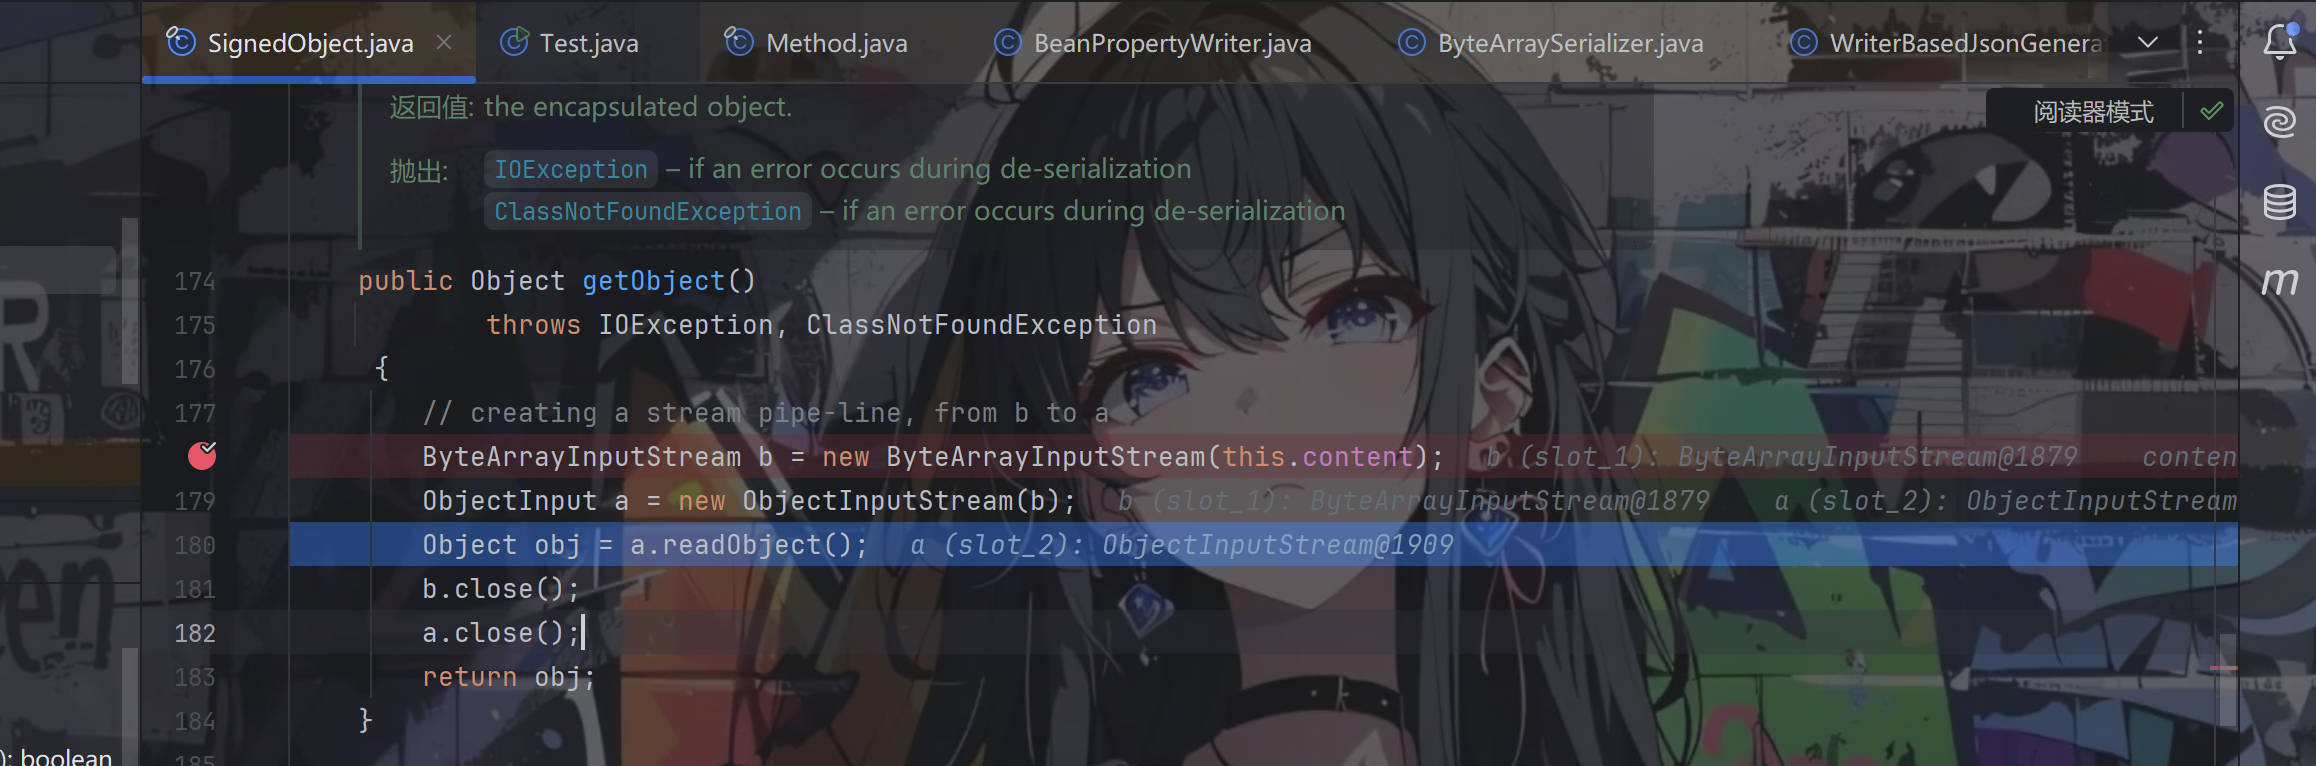 SignedObject.java
Test.java
Method.java
BeanPropertyWriter.java
ByteArraySerializer.java
WriterBasedJsonGenera
返回值: the encapsulated object.
阅读器模式
抛出: IOException – if an error occurs during de-serialization
ClassNotFoundException – if an error occurs during de-serialization
174 public Object getObject()
175 throws IOException, ClassNotFoundException
176 {
177 // creating a stream pipe-line, from b to a
ByteArrayInputStream b = new ByteArrayInputStream(this.content); b (slot_1): ByteArrayInputStream@1879 conten
179 ObjectInput a = new ObjectInputStream(b); b (slot_1): ByteArrayInputStream@1879 a (slot_2): ObjectInputStream
180 Object obj = a.readObject(); a (slot_2): ObjectInputStream@1909
181 b.close();
182 a.close();
183 return obj;
184 }
185
): boolean